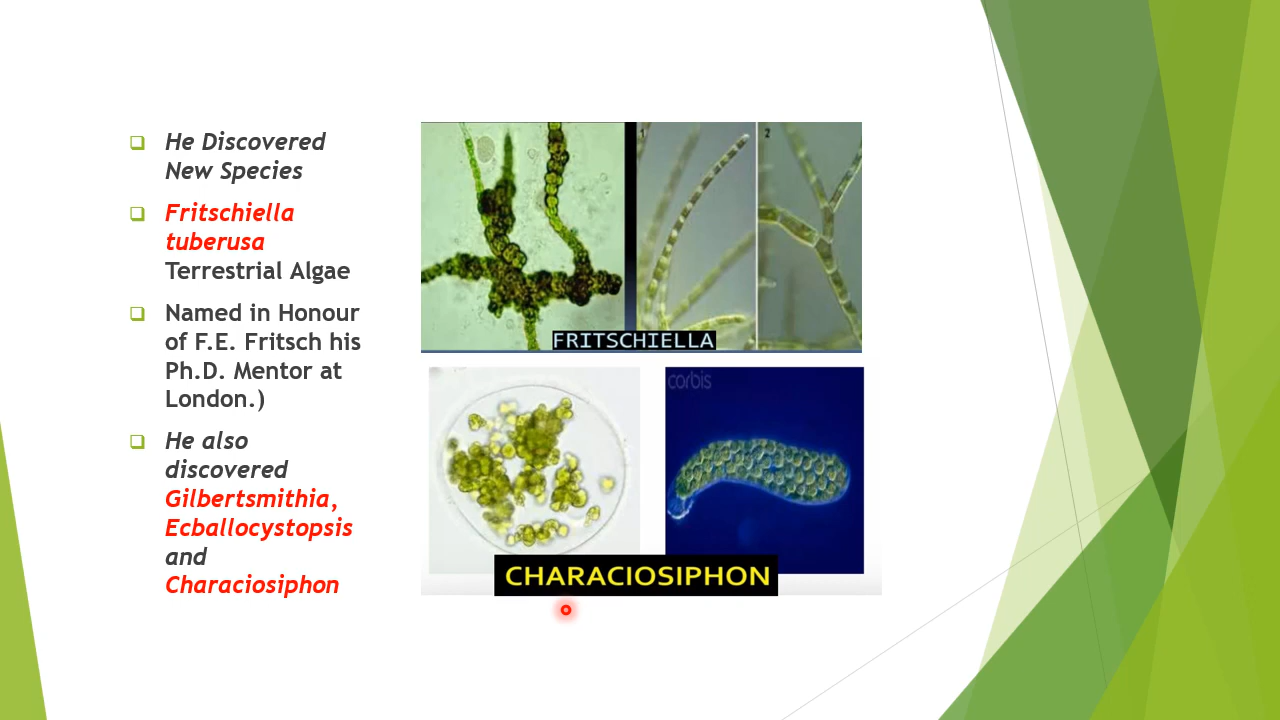 He Discovered
New Species
Fritschiella
tuberusa
Terrestrial Algae
Named in Honour
of F.E. Fritsch his
Ph.D. Mentor at
London.)
He also
discovered
Gilbertsmithia,
Ecballocystopsis
and
Characiosiphon
1
2
FRITSCHIELLA
corbis
CHARACIOSIPHON